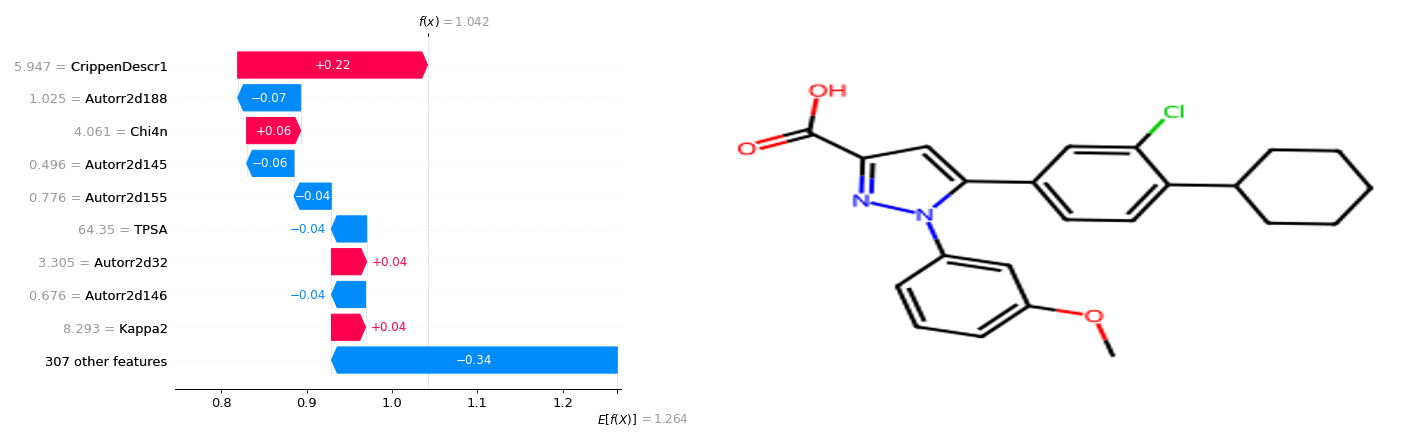 f(x) = 1.042
5.947 = CrippenDescr1 +0.22
1.025 = Autorr2d188 −0.07
4.061 = Chi4n +0.06
0.496 = Autorr2d145 −0.06
0.776 = Autorr2d155 −0.04
64.35 = TPSA −0.04
3.305 = Autorr2d32 +0.04
0.676 = Autorr2d146 −0.04
8.293 = Kappa2 +0.04
307 other features −0.34
0.8 0.9 1.0 1.1 1.2
E[f(X)] = 1.264
OH
Cl
O
N
N
O